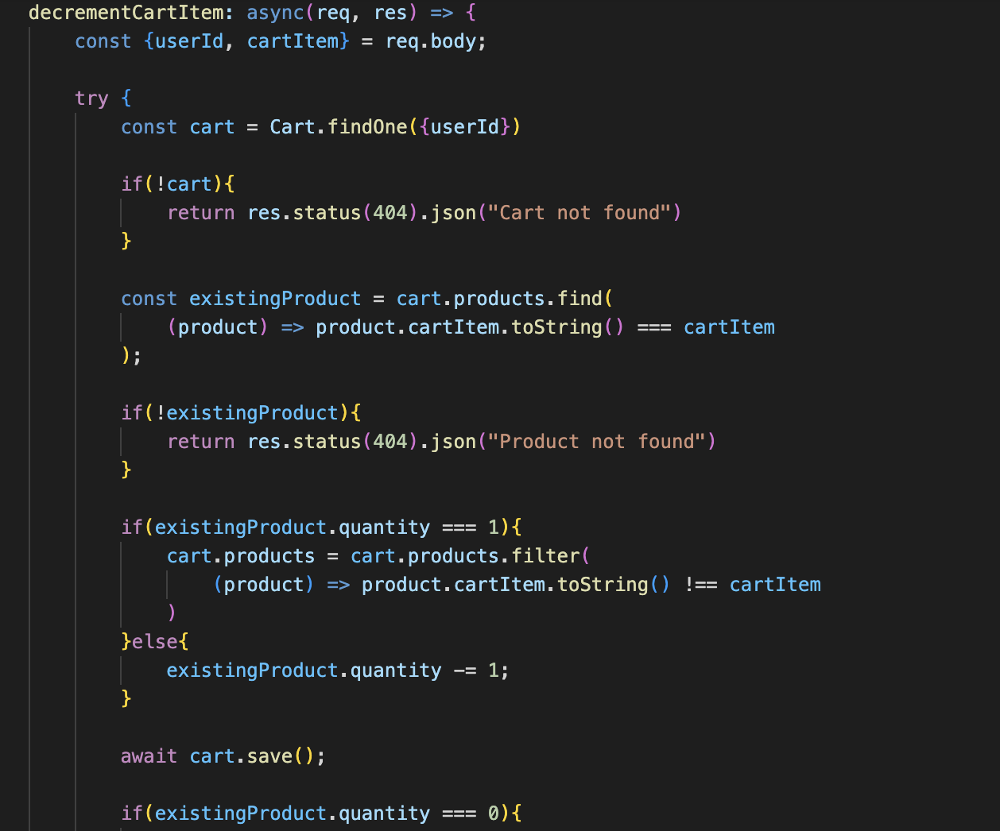 decrementCartItem: async(req, res) => {
    const {userId, cartItem} = req.body;

    try {
        const cart = Cart.findOne({userId})

        if(!cart){
            return res.status(404).json("Cart not found")
        }

        const existingProduct = cart.products.find(
            (product) => product.cartItem.toString() === cartItem
        );

        if(!existingProduct){
            return res.status(404).json("Product not found")
        }

        if(existingProduct.quantity === 1){
            cart.products = cart.products.filter(
                (product) => product.cartItem.toString() !== cartItem
            )
        }else{
            existingProduct.quantity -= 1;
        }

        await cart.save();

        if(existingProduct.quantity === 0){